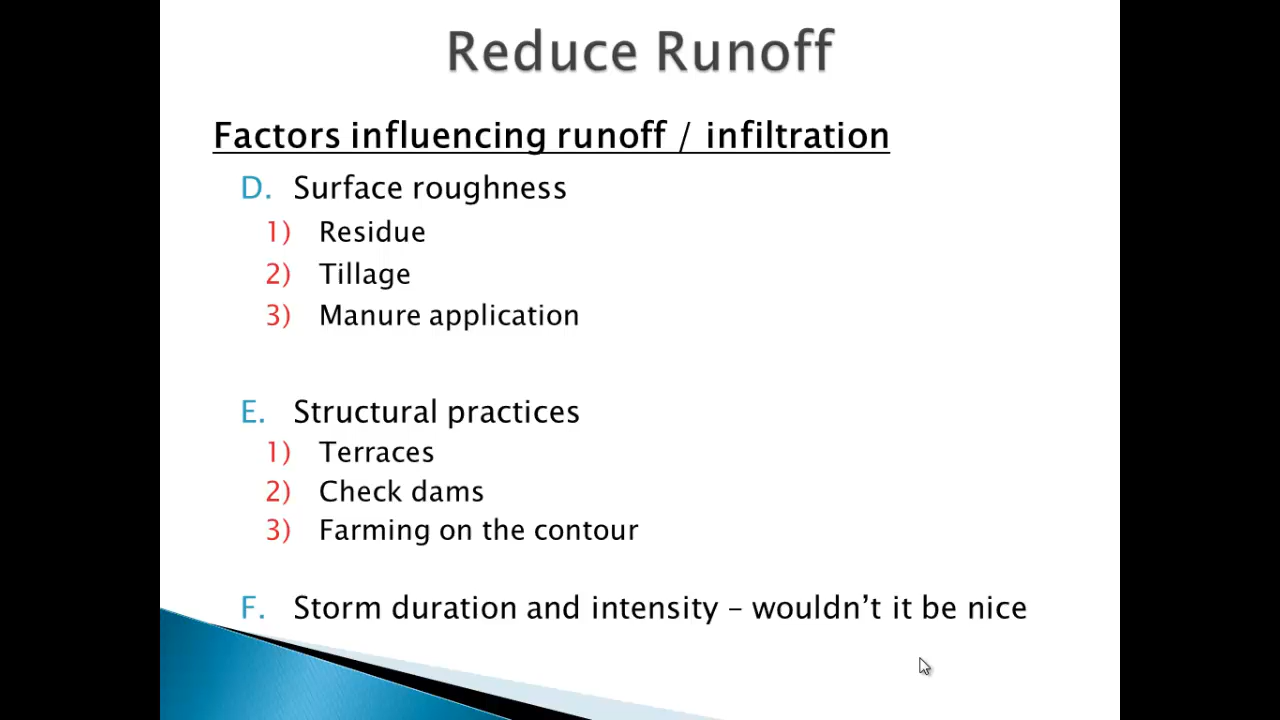 Reduce Runoff
Factors influencing runoff / infiltration
D. Surface roughness
1) Residue
2) Tillage
3) Manure application
E. Structural practices
1) Terraces
2) Check dams
3) Farming on the contour
F. Storm duration and intensity – wouldn’t it be nice